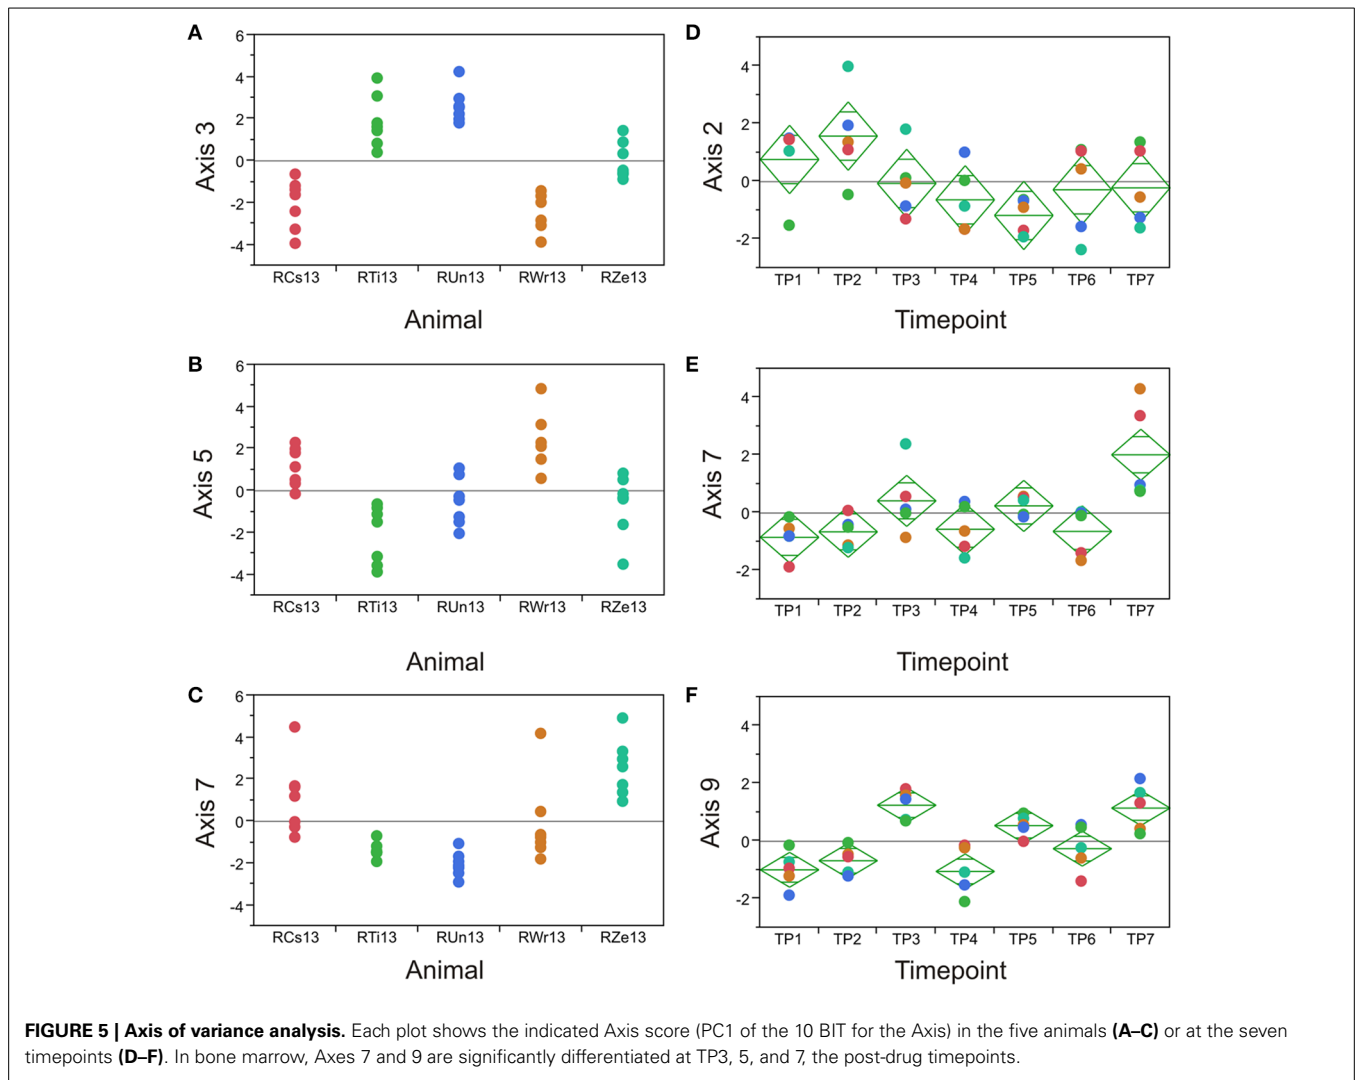 A
6
4
2
0
-2
-4
Axis 3
RCs13 RTi13 RUn13 RWr13 RZe13
Animal
D
4
2
0
-2
Axis 2
TP1 TP2 TP3 TP4 TP5 TP6 TP7
Timepoint
B
6
4
2
0
-2
-4
Axis 5
RCs13 RTi13 RUn13 RWr13 RZe13
Animal
E
4
2
0
-2
Axis 7
TP1 TP2 TP3 TP4 TP5 TP6 TP7
Timepoint
C
6
4
2
0
-2
-4
Axis 7
RCs13 RTi13 RUn13 RWr13 RZe13
Animal
F
4
2
0
-2
Axis 9
TP1 TP2 TP3 TP4 TP5 TP6 TP7
Timepoint
FIGURE 5 | Axis of variance analysis. Each plot shows the indicated Axis score (PC1 of the 10 BIT for the Axis) in the five animals (A–C) or at the seven
timepoints (D–F). In bone marrow, Axes 7 and 9 are significantly differentiated at TP3, 5, and 7, the post-drug timepoints.